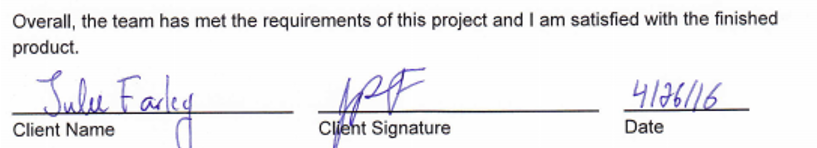 Overall, the team has met the requirements of this project and I am satisfied with the finished
product.
Julie Farley JPF 4/26/16
Client Name Client Signature Date